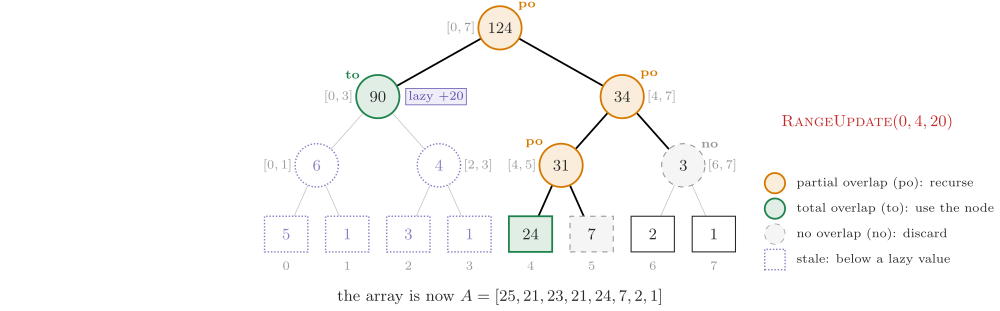 po
[0, 7] 124
to po
[0, 3] 90 lazy +20 34 [4, 7]
RANGEUPDATE(0, 4, 20)
po no
[0, 1] 6 4 [2, 3] [4, 5] 31 3 [6, 7]
partial overlap (po): recurse
total overlap (to): use the node
no overlap (no): discard
stale: below a lazy value
5 1 3 1 24 7 2 1
0 1 2 3 4 5 6 7
the array is now A = [25, 21, 23, 21, 24, 7, 2, 1]